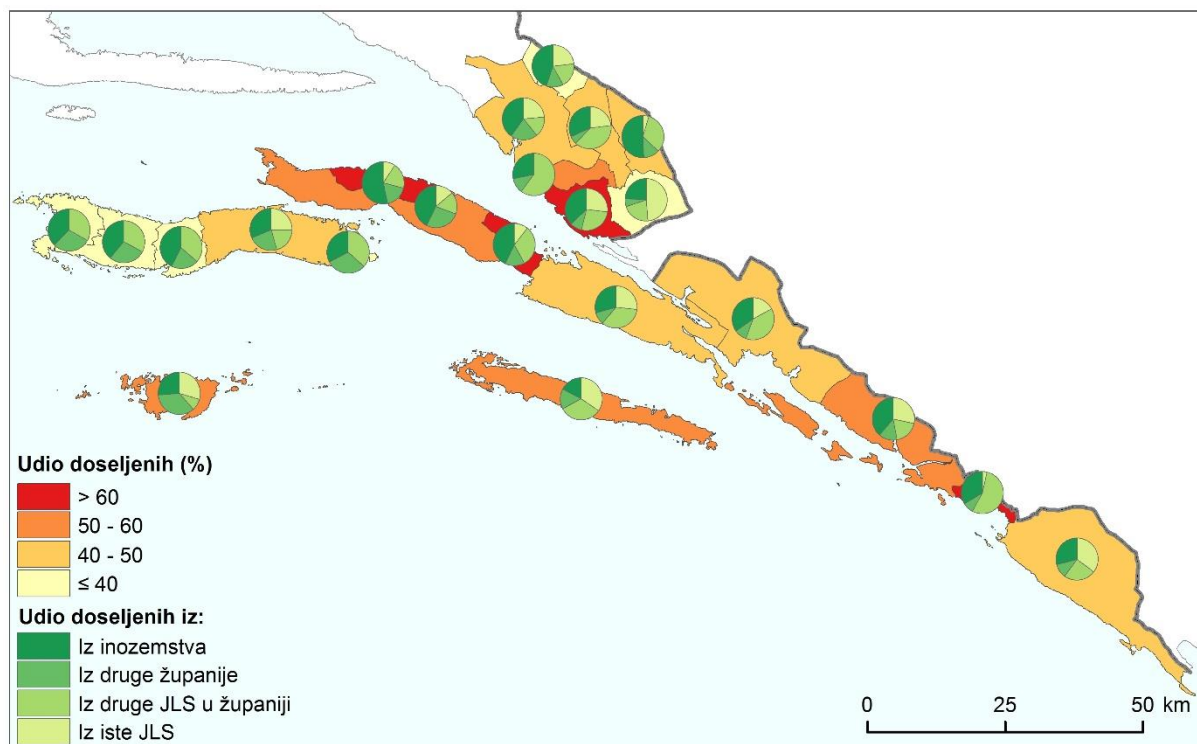 Udio doseljenih (%)
> 60
50 - 60
40 - 50
≤ 40
Udio doseljenih iz:
Iz inozemstva
Iz druge županije
Iz druge JLS u županiji
Iz iste JLS
0 25 50 km